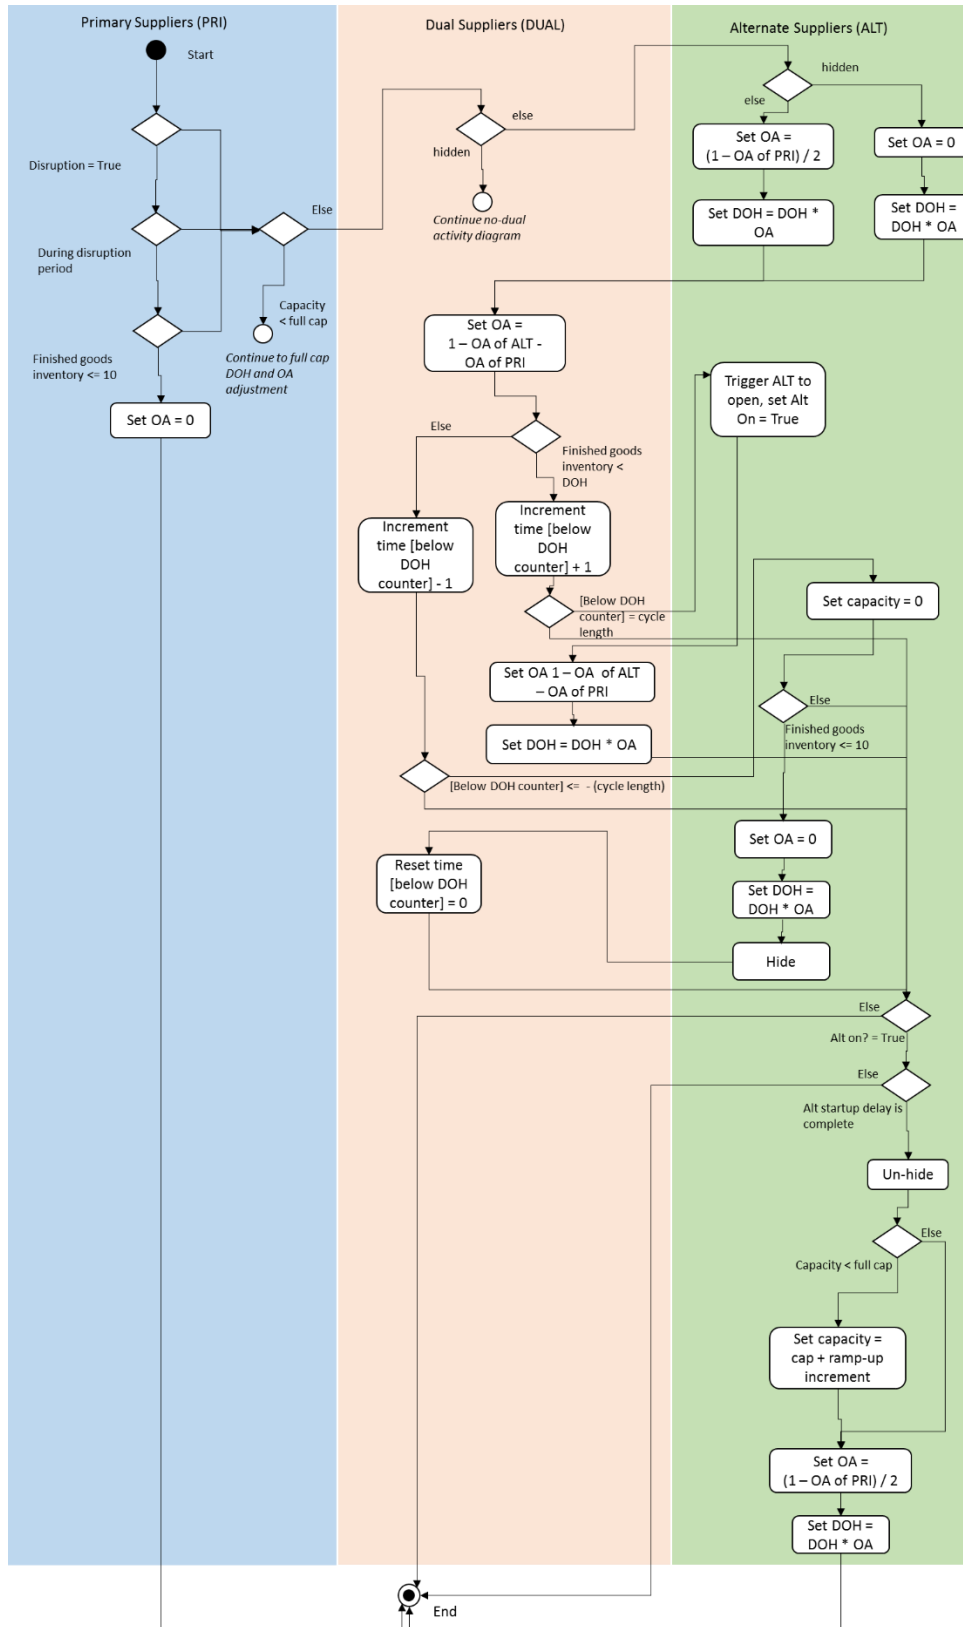 Primary Suppliers (PRI)
Dual Suppliers (DUAL)
Alternate Suppliers (ALT)
Start
Disruption = True
During disruption
period
Finished goods
inventory <= 10
Set OA = 0
Else
Capacity
< full cap
Continue to full cap
DOH and OA
adjustment
else
hidden
Continue no-dual
activity diagram
hidden
else
Set OA =
(1 – OA of PRI) / 2
Set OA = 0
Set DOH = DOH *
OA
Set DOH =
DOH * OA
Set OA =
1 – OA of ALT -
OA of PRI
Trigger ALT to
open, set Alt
On = True
Else
Finished goods
inventory <
DOH
Increment
time [below
DOH
counter] - 1
Increment
time [below
DOH
counter] + 1
[Below DOH
counter] = cycle
length
Set capacity = 0
Set OA 1 – OA of ALT
– OA of PRI
Set DOH = DOH * OA
Else
Finished goods
inventory <= 10
[Below DOH counter] <= - (cycle length)
Set OA = 0
Reset time
[below DOH
counter] = 0
Set DOH =
DOH * OA
Hide
Else
Alt on? = True
Else
Alt startup delay is
complete
Un-hide
Else
Capacity < full cap
Set capacity =
cap + ramp-up
increment
Set OA =
(1 – OA of PRI) / 2
Set DOH =
DOH * OA
End